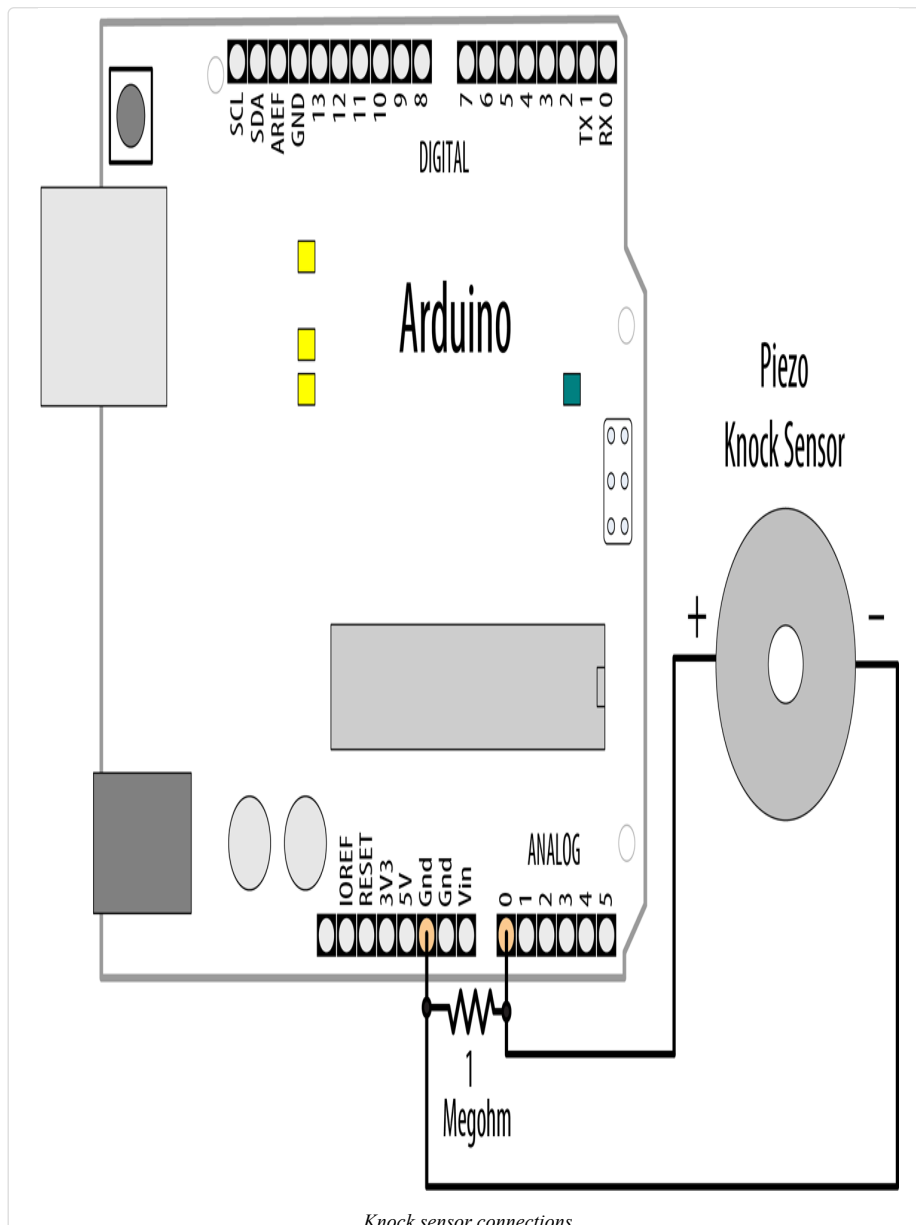 SCL
SDA
AREF
GND
13
12
11
10
9
8
7
6
5
4
3
2
TX 1
RX 0
DIGITAL
Arduino
Piezo
Knock Sensor
+
−
ANALOG
IOREF
RESET
3V3
5V
Gnd
Gnd
Vin
0
1
2
3
4
5
1
Megohm
Knock sensor connections